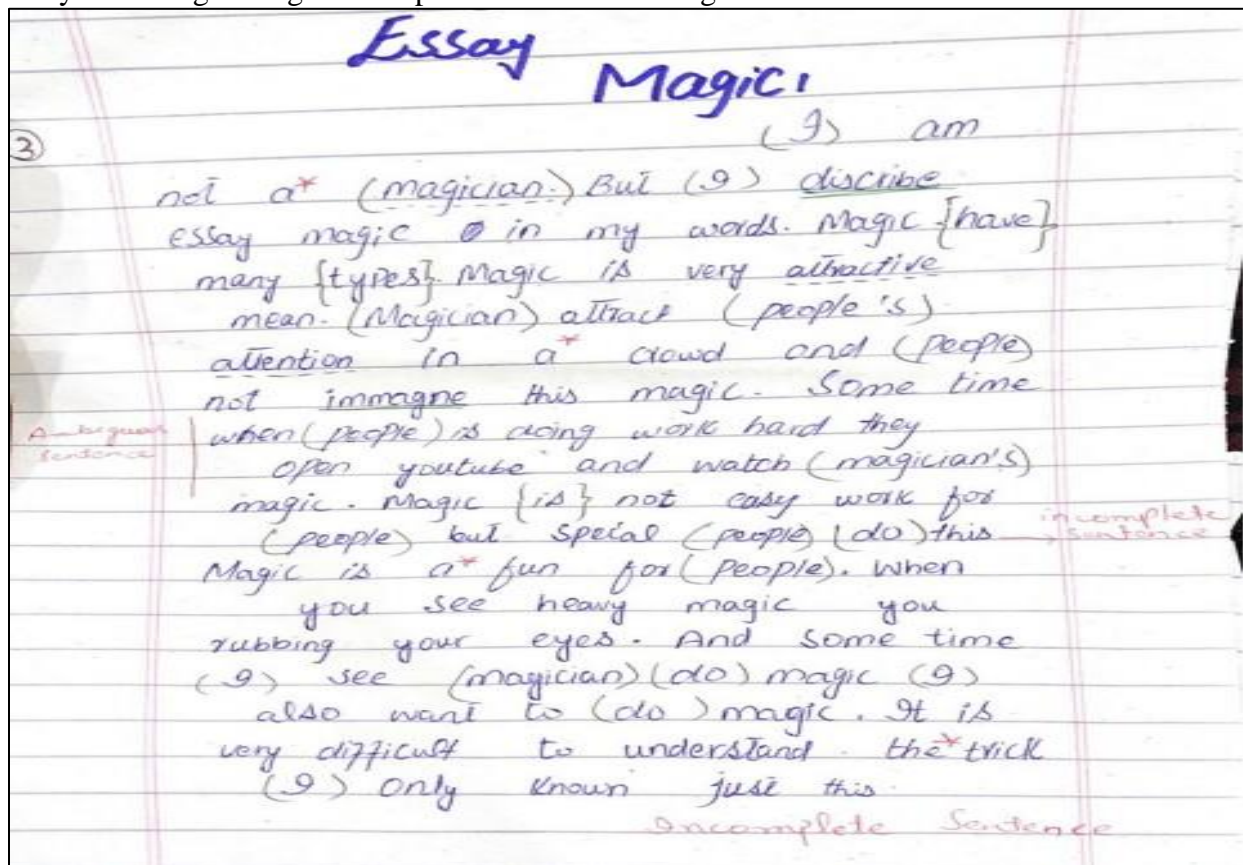 Essay
Magic,
(I) am
3
not a* (magician.) But (I) discribe
essay magic in my words. Magic {have}
many {types}. Magic is very attractive
mean. (Magician) attract (people's)
attention in a* crowd and (people)
not immagne this magic. Some time
Ambiguous sentence
when (people) is doing work hard they
open youtube and watch (magician's)
magic. Magic {is} not easy work for
(people) but specal (people) (do) this
incomplete sentence
Magic is a* fun for (people). When
you see heavy magic you
rubbing your eyes. And some time
(I) see (magician) (do) magic (I)
also want to (do) magic. It is
very difficult to understand. the* trick
(I) only known just this.
Incomplete Sentence